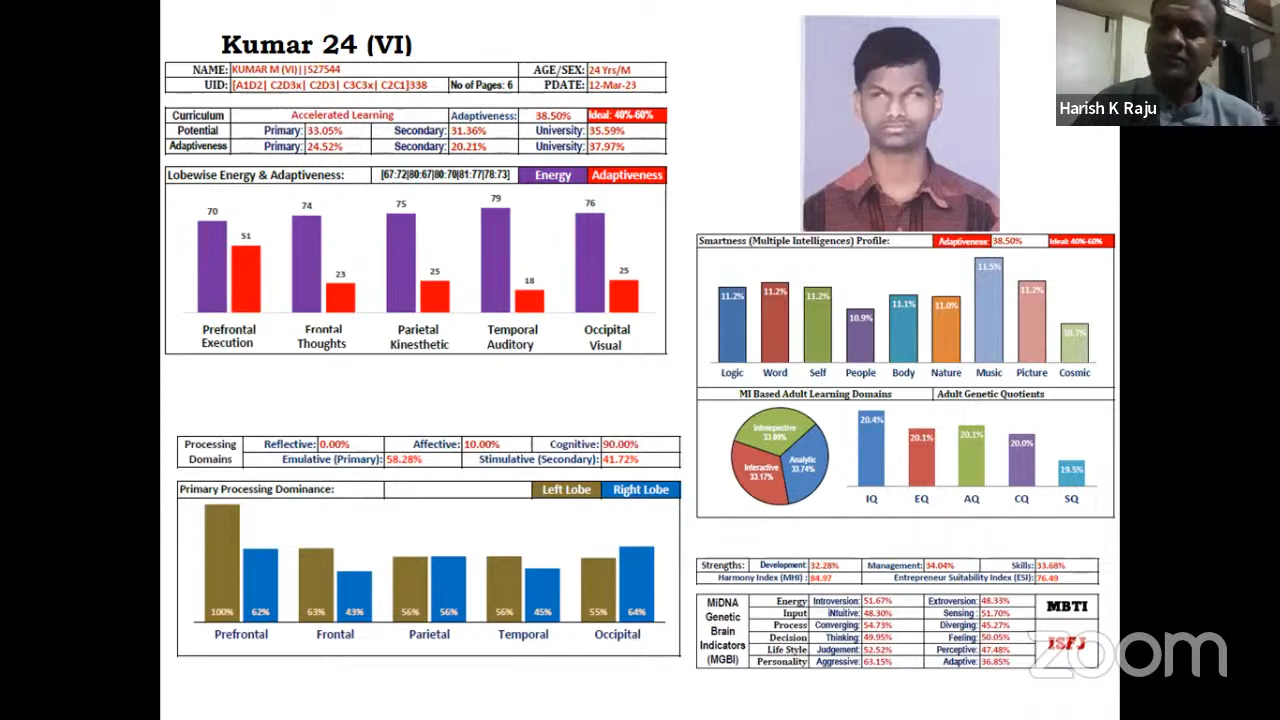 Kumar 24 (VI)
NAME: KUMAR M (VI)||S27544 AGE/SEX: 24 Yrs/M
UID: [A1D2| C2D3x| C2D3| C3C3x| C2C1]338 No of Pages: 6 PDATE: 12-Mar-23
Curriculum Accelerated Learning Adaptiveness: 38.50% Ideal: 40%-60%
Potential Primary: 33.05% Secondary: 31.36% University: 35.59%
Adaptiveness Primary: 24.52% Secondary: 20.21% University: 37.97%
Lobewise Energy & Adaptiveness: [67:72|80:67|80:70|81:77|78:73] Energy Adaptiveness
70 51 74 23 75 25 79 18 76 25
Prefrontal Frontal Parietal Temporal Occipital
Execution Thoughts Kinesthetic Auditory Visual
Processing Reflective: 0.00% Affective: 10.00% Cognitive: 90.00%
Domains Emulative (Primary): 58.28% Stimulative (Secondary): 41.72%
Primary Processing Dominance: Left Lobe Right Lobe
100% 62% 63% 43% 56% 56% 56% 45% 55% 64%
Prefrontal Frontal Parietal Temporal Occipital
Harish K Raju
Smartness (Multiple Intelligences) Profile: Adaptiveness: 38.50% Ideal: 40%-60%
11.2% 11.2% 11.2% 10.9% 11.1% 11.0% 11.5% 11.2% 10.7%
Logic Word Self People Body Nature Music Picture Cosmic
MI Based Adult Learning Domains Adult Genetic Quotients
Introspective
33.09%
Analytic
33.74%
Interactive
33.17%
20.4% 20.1% 20.1% 20.0% 19.5%
IQ EQ AQ CQ SQ
Strengths: Development: 32.28% Management: 34.04% Skills: 33.68%
Harmony Index (MHI) : 84.97 Entrepreneur Suitability Index (ESI): 76.49
MiDNA
Genetic
Brain
Indicators
(MGBI)
Energy Introversion: 51.67% Extroversion: 48.33%
Input iNtuitive: 48.30% Sensing : 51.70%
Process Converging: 54.73% Diverging: 45.27%
Decision Thinking: 49.95% Feeling: 50.05%
Life Style Judgement: 52.52% Perceptive: 47.48%
Personality Aggressive: 63.15% Adaptive: 36.85%
MBTI
ISFJ
zoom